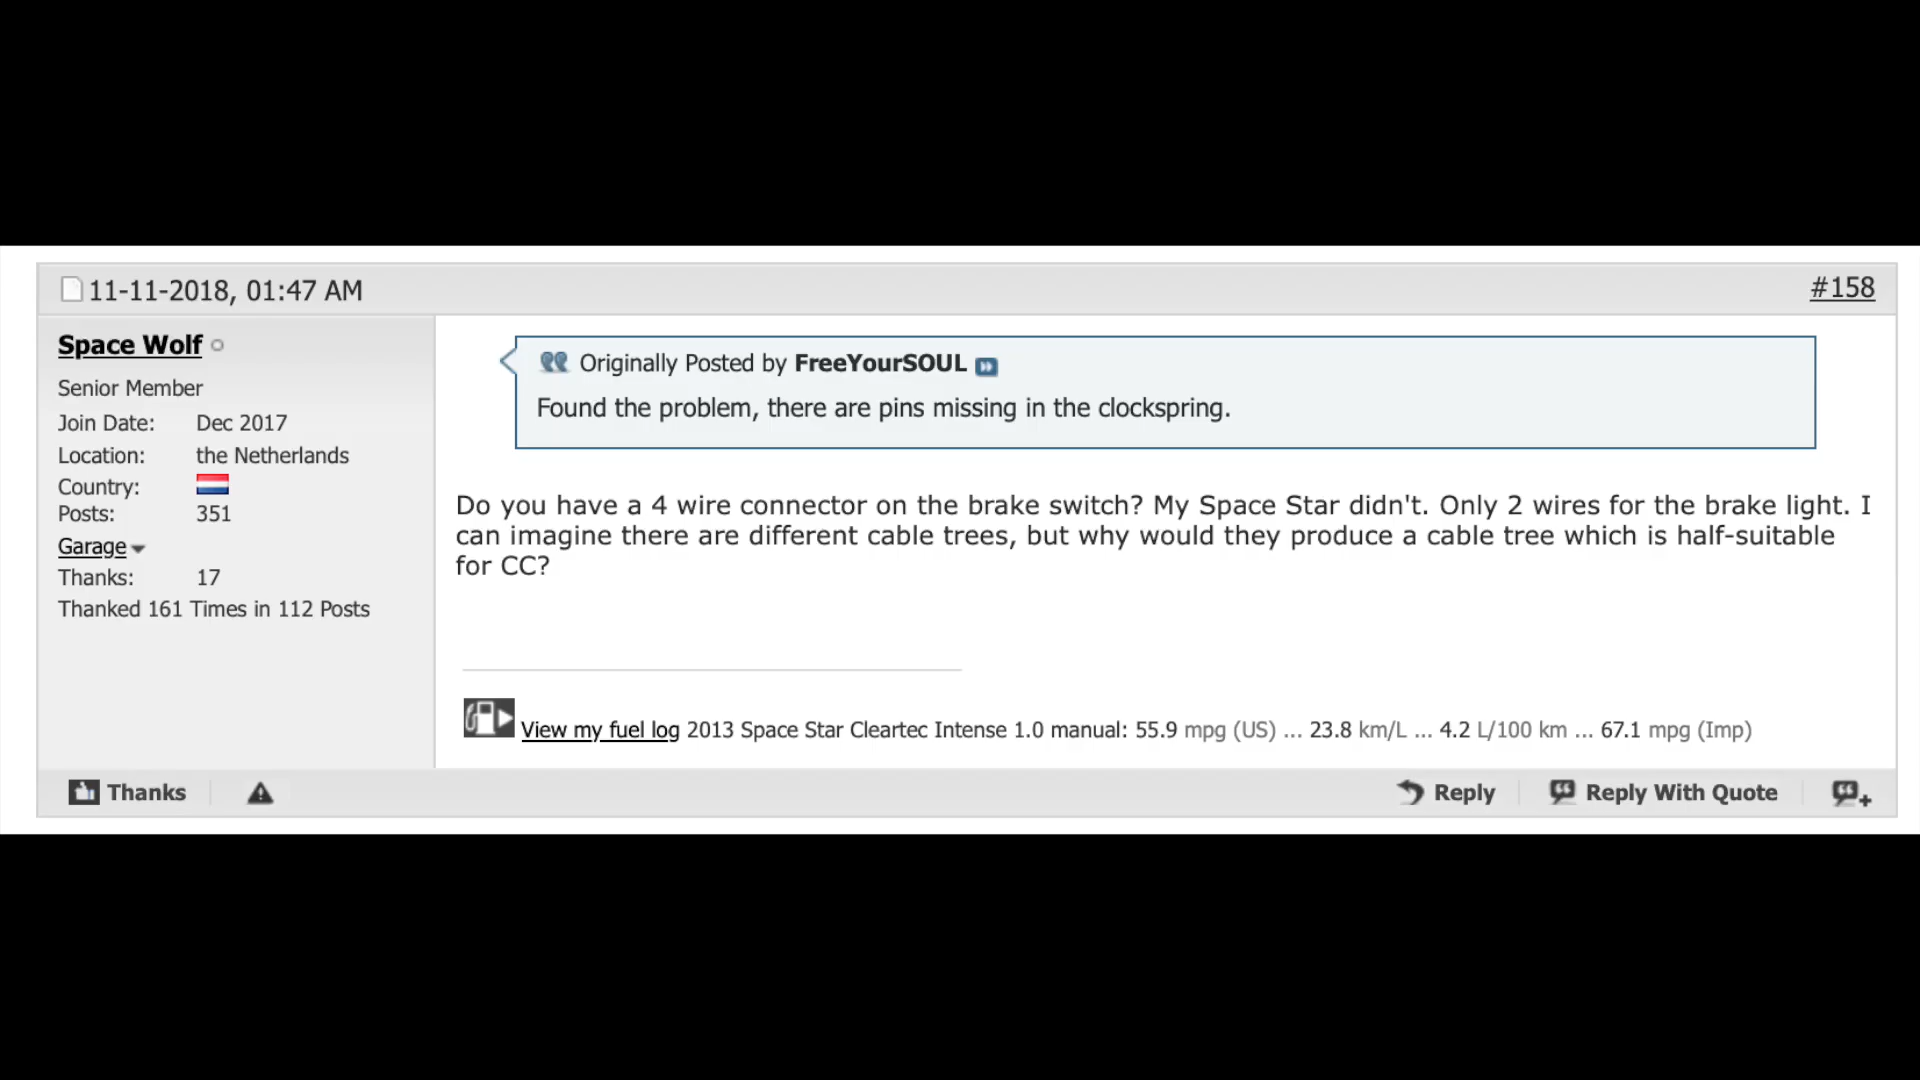 11-11-2018, 01:47 AM
#158
Space Wolf
Senior Member
Join Date: Dec 2017
Location: the Netherlands
Country:
Posts: 351
Garage
Thanks: 17
Thanked 161 Times in 112 Posts
Originally Posted by FreeYourSOUL
Found the problem, there are pins missing in the clockspring.
Do you have a 4 wire connector on the brake switch? My Space Star didn't. Only 2 wires for the brake light. I
can imagine there are different cable trees, but why would they produce a cable tree which is half-suitable
for CC?
View my fuel log 2013 Space Star Cleartec Intense 1.0 manual: 55.9 mpg (US) ... 23.8 km/L ... 4.2 L/100 km ... 67.1 mpg (Imp)
Thanks
Reply
Reply With Quote